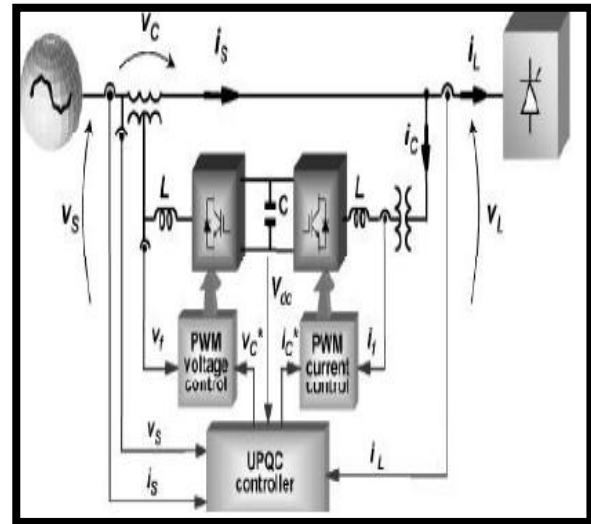 v_C
i_S
i_L
i_C
L
C
L
v_S
v_L
V_dc
v_f
PWM
voltage
control
v_C*
i_C*
PWM
current
control
i_f
v_S
i_S
UPQC
controller
i_L